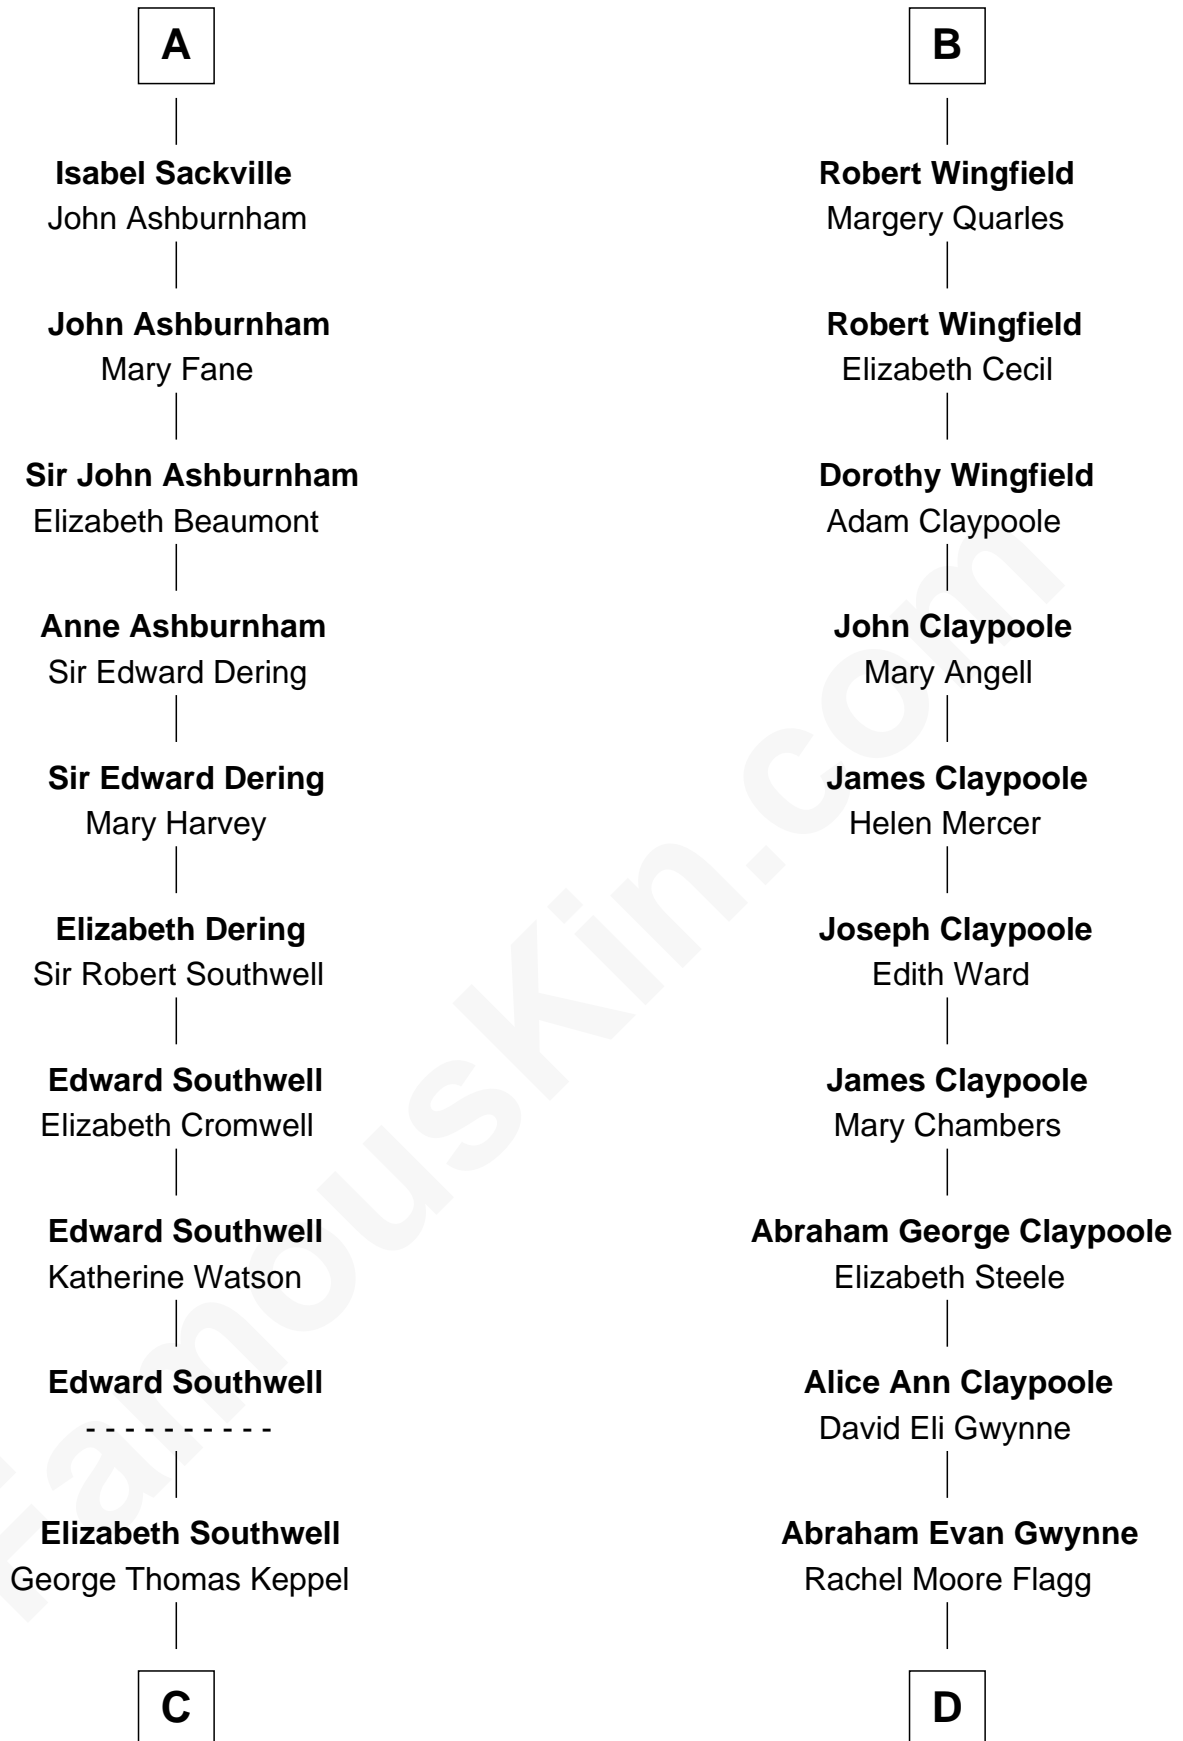 A
Isabel Sackville
John Ashburnham
John Ashburnham
Mary Fane
Sir John Ashburnham
Elizabeth Beaumont
Anne Ashburnham
Sir Edward Dering
Sir Edward Dering
Mary Harvey
Elizabeth Dering
Sir Robert Southwell
Edward Southwell
Elizabeth Cromwell
Edward Southwell
Katherine Watson
Edward Southwell
- - - - - - - - - -
Elizabeth Southwell
George Thomas Keppel
C
B
Robert Wingfield
Margery Quarles
Robert Wingfield
Elizabeth Cecil
Dorothy Wingfield
Adam Claypoole
John Claypoole
Mary Angell
James Claypoole
Helen Mercer
Joseph Claypoole
Edith Ward
James Claypoole
Mary Chambers
Abraham George Claypoole
Elizabeth Steele
Alice Ann Claypoole
David Eli Gwynne
Abraham Evan Gwynne
Rachel Moore Flagg
D
FamousKin.com